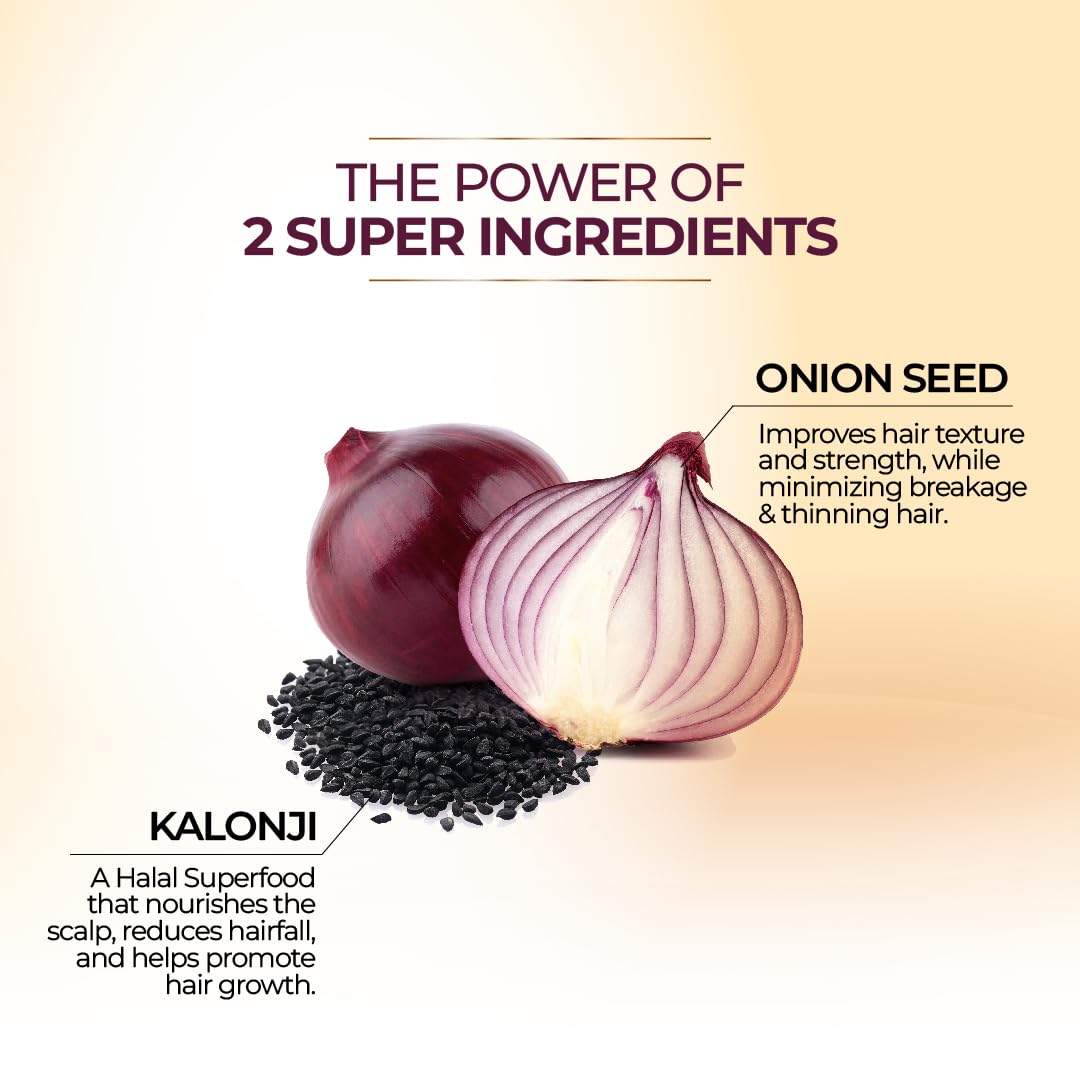 THE POWER OF
2 SUPER INGREDIENTS
ONION SEED
Improves hair texture
and strength, while
minimizing breakage
& thinning hair.
KALONJI
A Halal Superfood
that nourishes the
scalp, reduces hairfall,
and helps promote
hair growth.